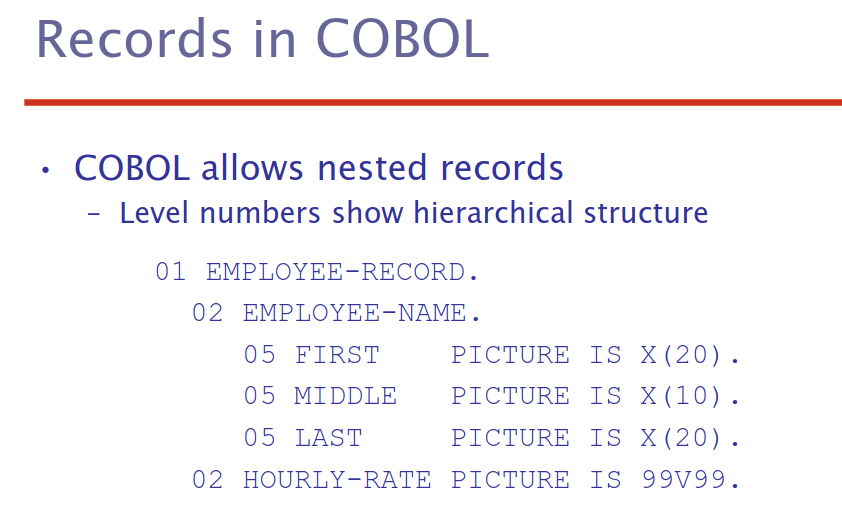 Records in COBOL
• COBOL allows nested records
– Level numbers show hierarchical structure
01 EMPLOYEE-RECORD.
02 EMPLOYEE-NAME.
05 FIRST PICTURE IS X(20).
05 MIDDLE PICTURE IS X(10).
05 LAST PICTURE IS X(20).
02 HOURLY-RATE PICTURE IS 99V99.